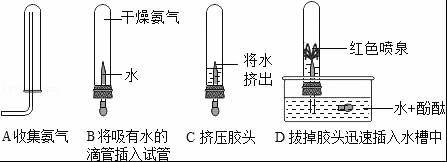 干燥氨气
水
将水
挤出
红色喷泉
水+酚酞
A收集氨气
B将吸有水的
滴管插入试管
C 挤压胶头
D 拔掉胶头迅速插入水槽中